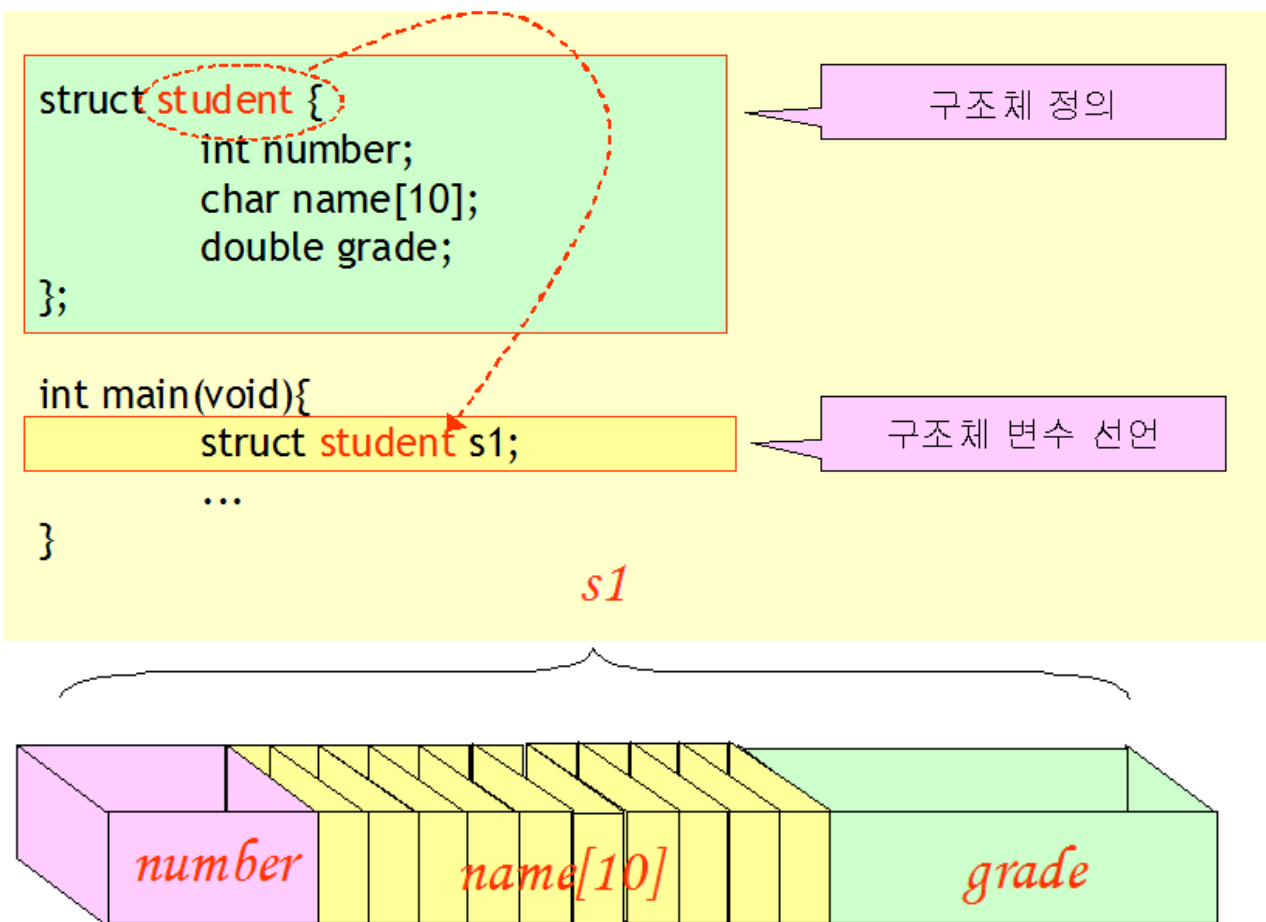 struct student {
구조체 정의
int number;
char name[10];
double grade;
};
int main(void){
struct student s1;
구조체 변수 선언
...
}
s1
number
name[10]
grade